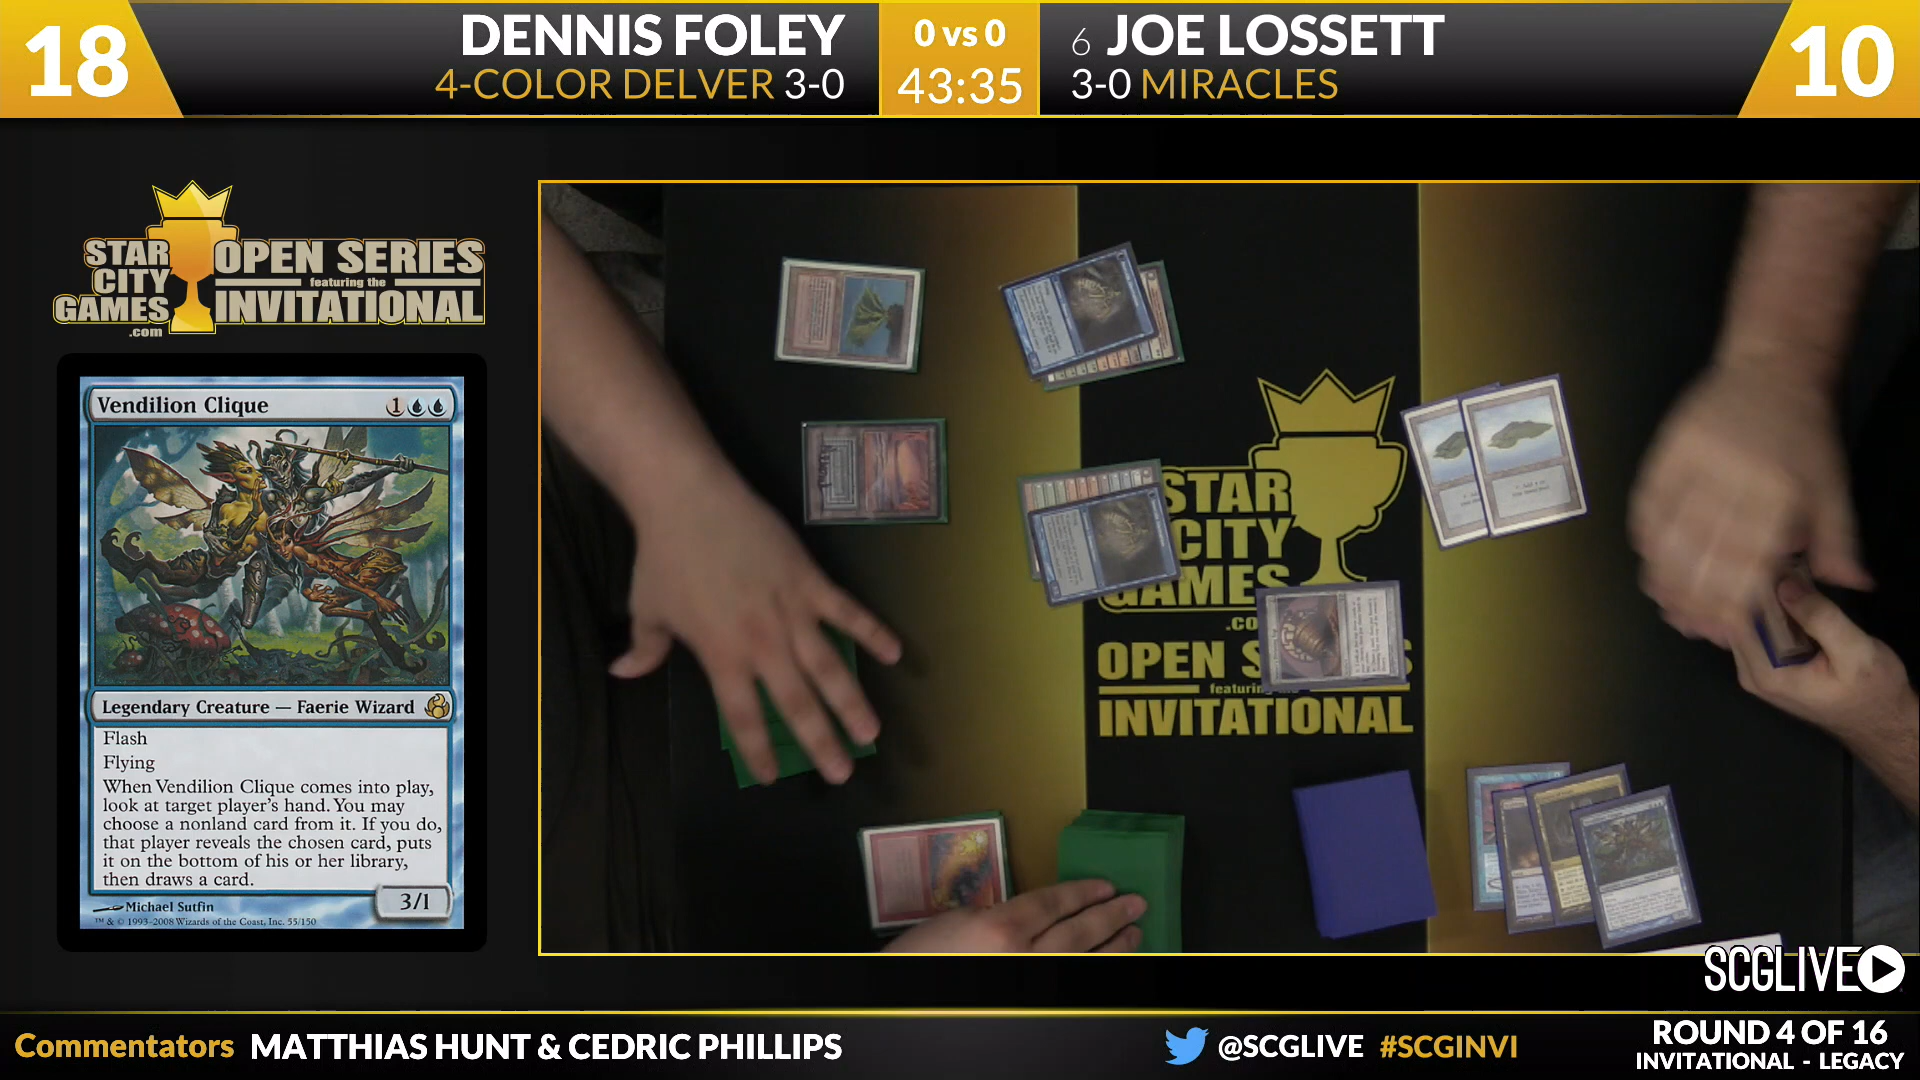 18
DENNIS FOLEY
4-COLOR DELVER 3-0
0 vs 0
43:35
6 JOE LOSSETT
3-0 MIRACLES
10
STAR
CITY
GAMES
.com
OPEN SERIES
featuring the
INVITATIONAL
Vendilion Clique
1
Legendary Creature — Faerie Wizard
Flash
Flying
When Vendilion Clique comes into play,
look at target player's hand. You may
choose a nonland card from it. If you do,
that player reveals the chosen card, puts
it on the bottom of his or her library,
then draws a card.
3/1
Michael Sutfin
™ & © 1993–2008 Wizards of the Coast, Inc. 55/150
STAR
CITY
GAMES
.co
OPEN S
featuring
INVITATIONAL
SCGLIVE
Commentators MATTHIAS HUNT & CEDRIC PHILLIPS
@SCGLIVE #SCGINVI
ROUND 4 OF 16
INVITATIONAL - LEGACY